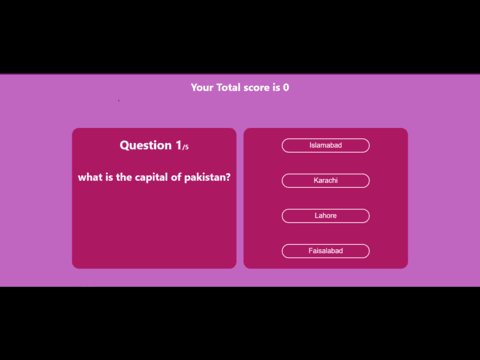 Your Total score is 0
Question 1/5
what is the capital of pakistan?
Islamabad
Karachi
Lahore
Faisalabad